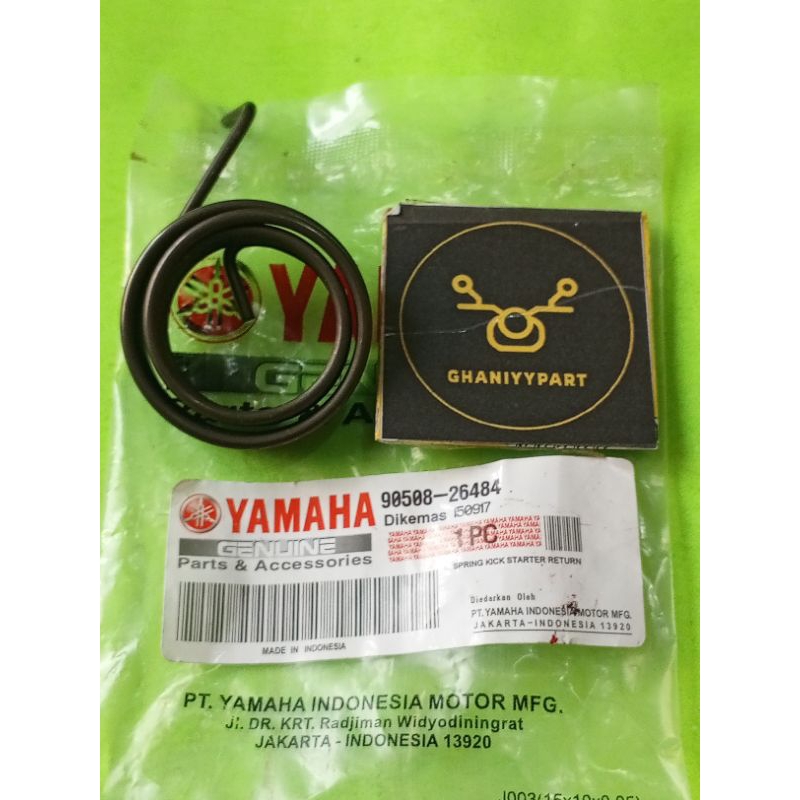 GHANIYYPART
YAMAHA
GENUINE
Parts & Accessories
90508-26484
Dikemas 150917
1 PC
SPRING KICK STARTER RETURN
Diedarkan Oleh
PT. YAMAHA INDONESIA MOTOR MFG.
JAKARTA-INDONESIA 13920
MADE IN INDONESIA
PT. YAMAHA INDONESIA MOTOR MFG.
Jl. DR. KRT. Radjiman Widyodiningrat
JAKARTA - INDONESIA 13920